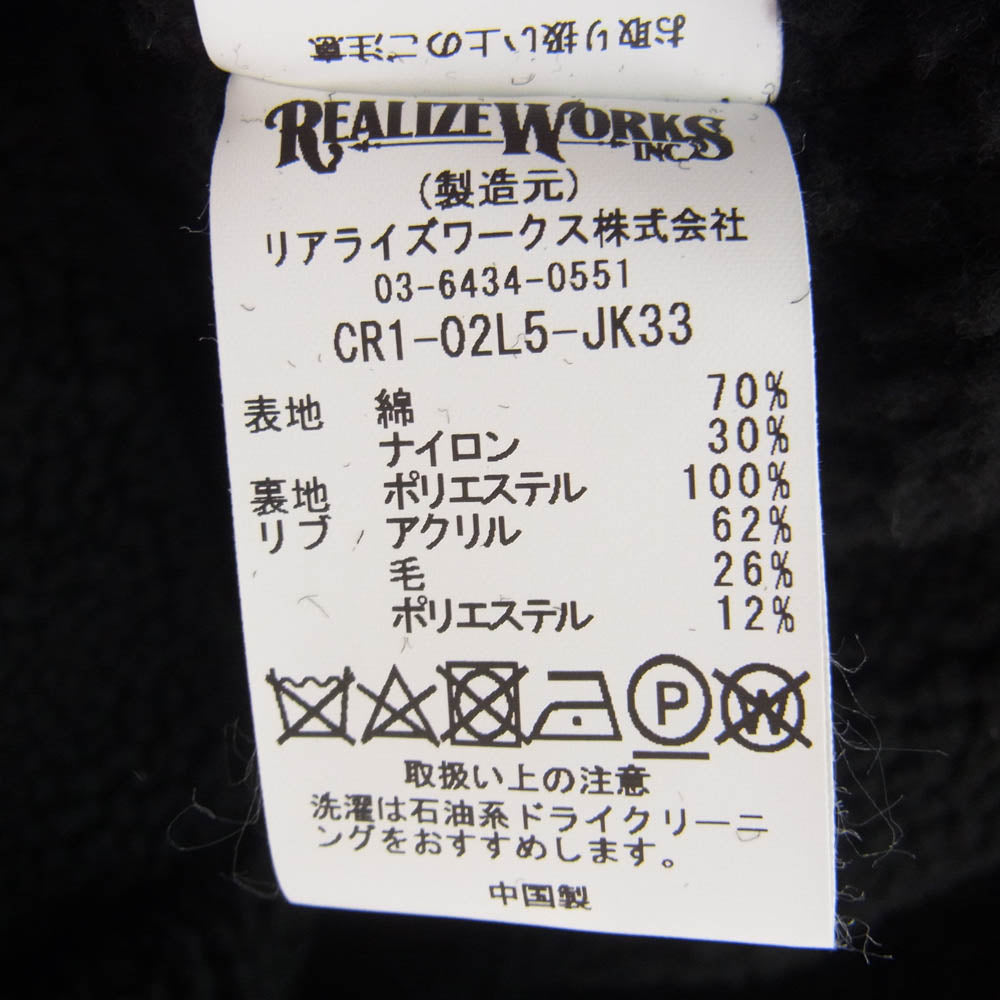 お取り扱い上のご注意
REALIZE WORKS INC.
(製造元)
リアライズワークス株式会社
03-6434-0551
CR1-02L5-JK33
表地 綿 70%
ナイロン 30%
裏地 ポリエステル 100%
リブ アクリル 62%
毛 26%
ポリエステル 12%
P W
取扱い上の注意
洗濯は石油系ドライクリーニ
ングをおすすめします。
中国製